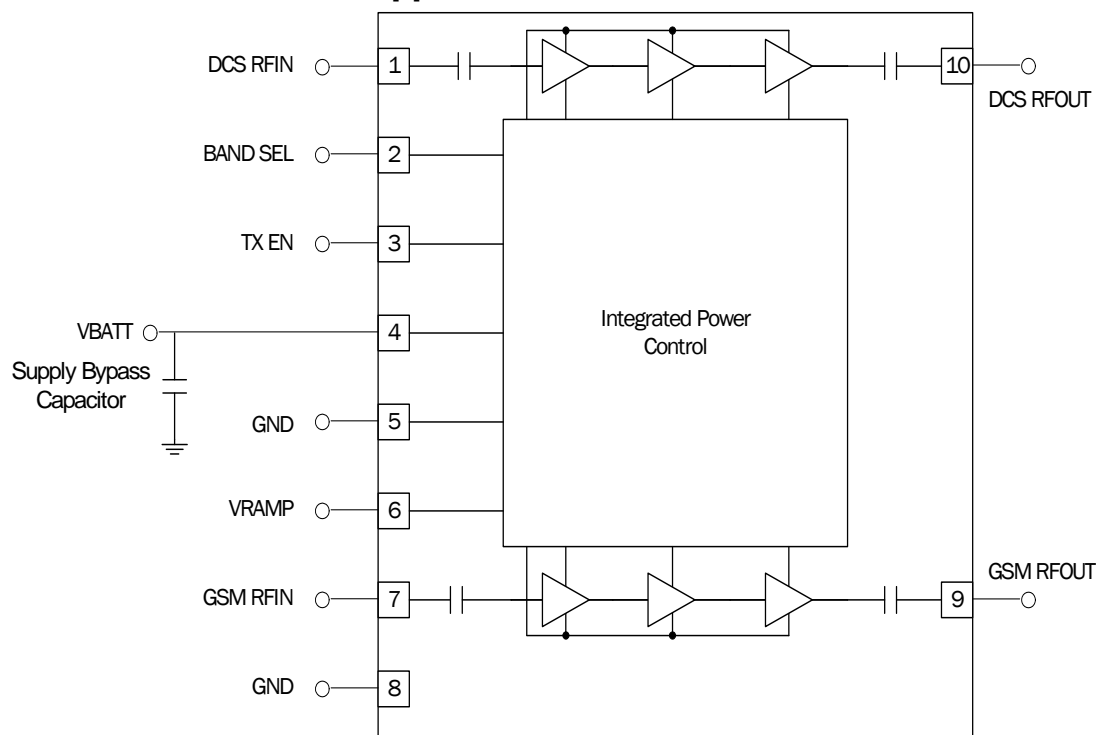 DCS RFIN
1
10
DCS RFOUT
BAND SEL
2
TX EN
3
Integrated Power
Control
VBATT
4
Supply Bypass
Capacitor
GND
5
VRAMP
6
GSM RFIN
7
9
GSM RFOUT
GND
8